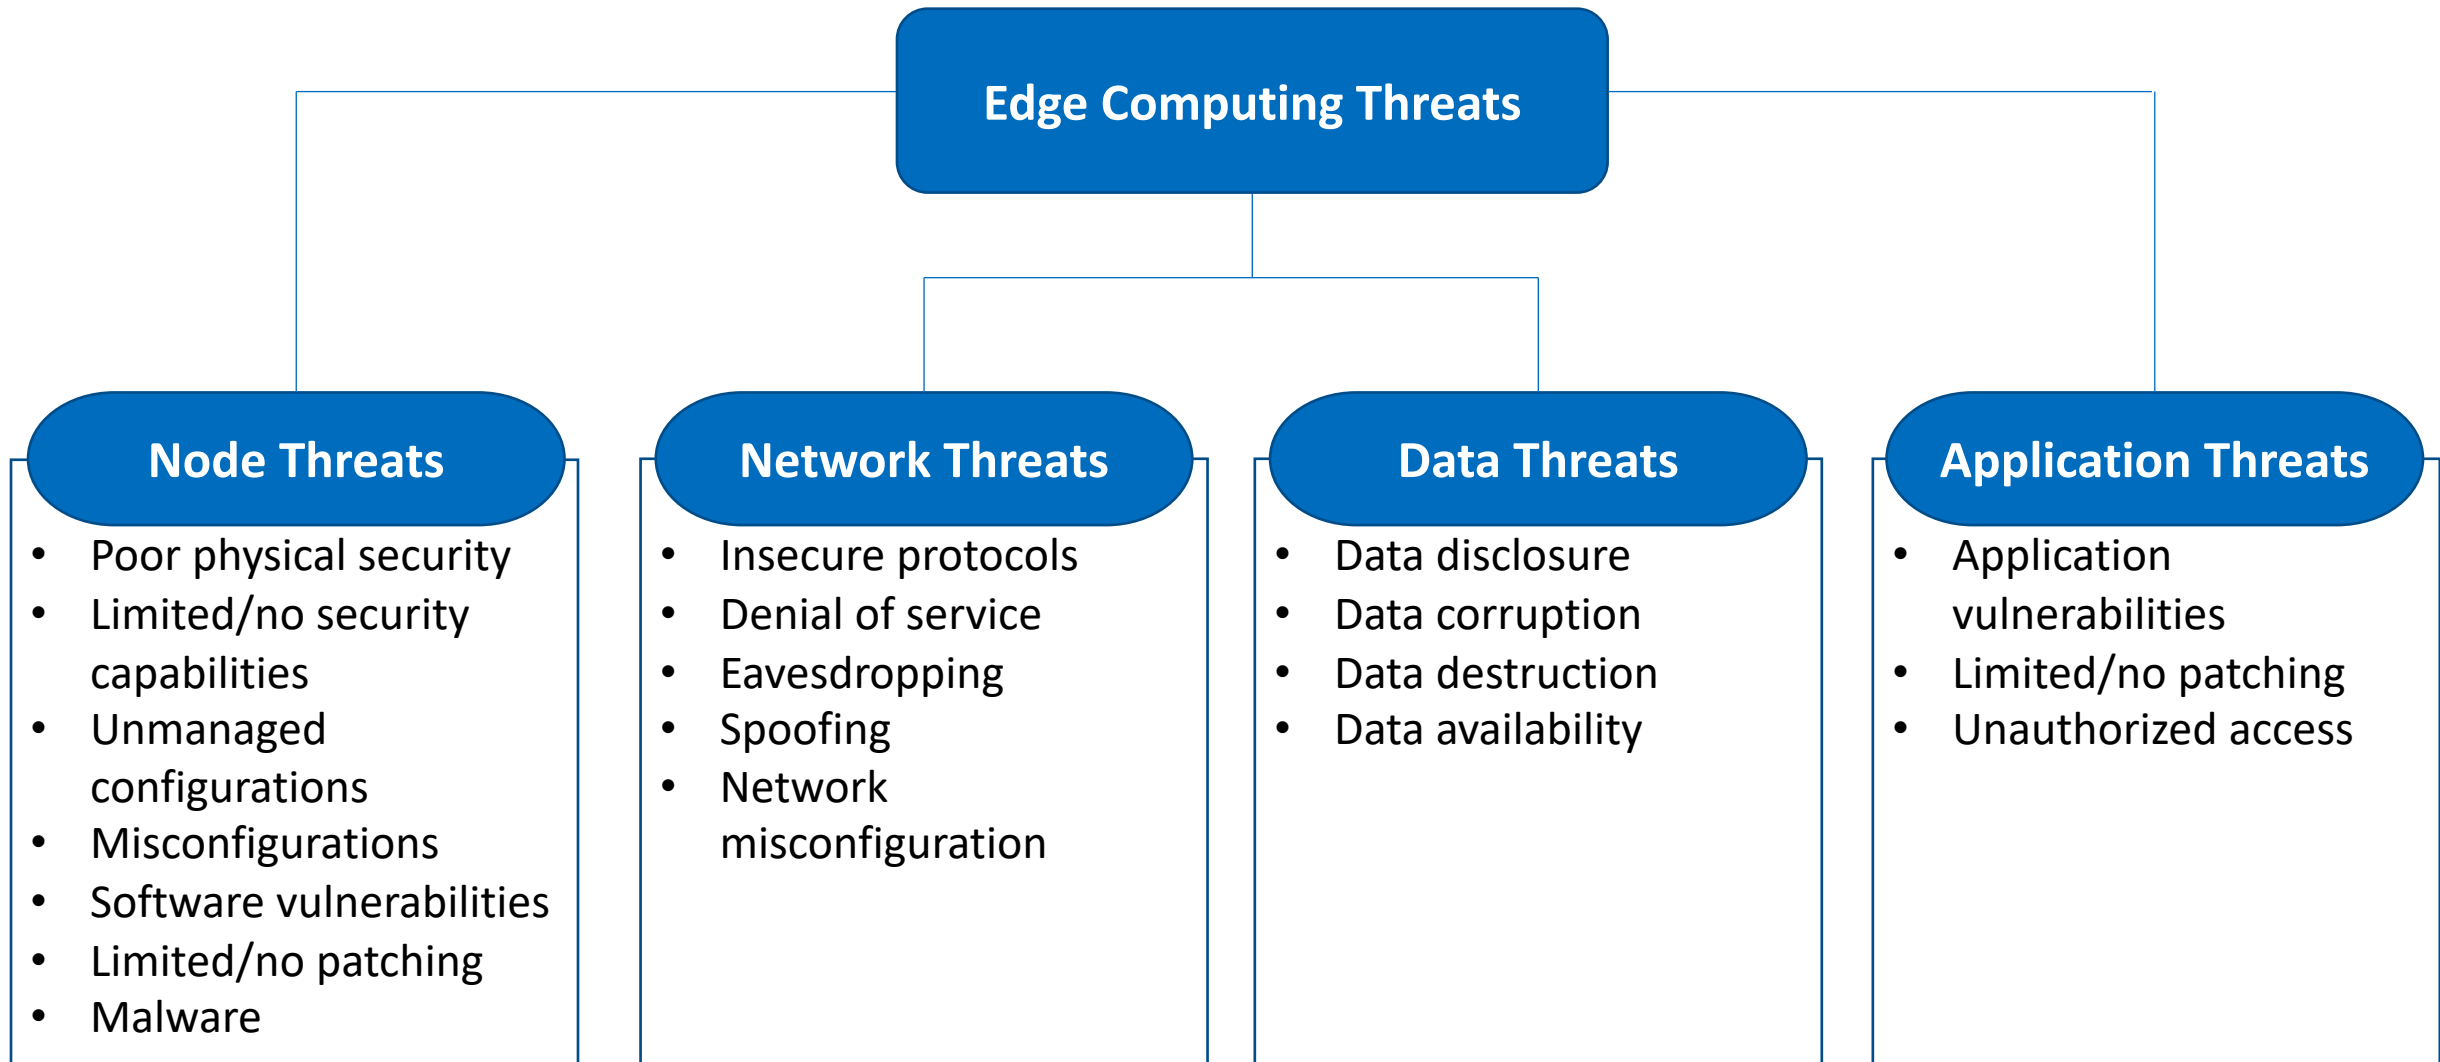 Edge Computing Threats
Node Threats
• Poor physical security
• Limited/no security
capabilities
• Unmanaged
configurations
• Misconfigurations
• Software vulnerabilities
• Limited/no patching
• Malware
Network Threats
• Insecure protocols
• Denial of service
• Eavesdropping
• Spoofing
• Network
misconfiguration
Data Threats
• Data disclosure
• Data corruption
• Data destruction
• Data availability
Application Threats
• Application
vulnerabilities
• Limited/no patching
• Unauthorized access